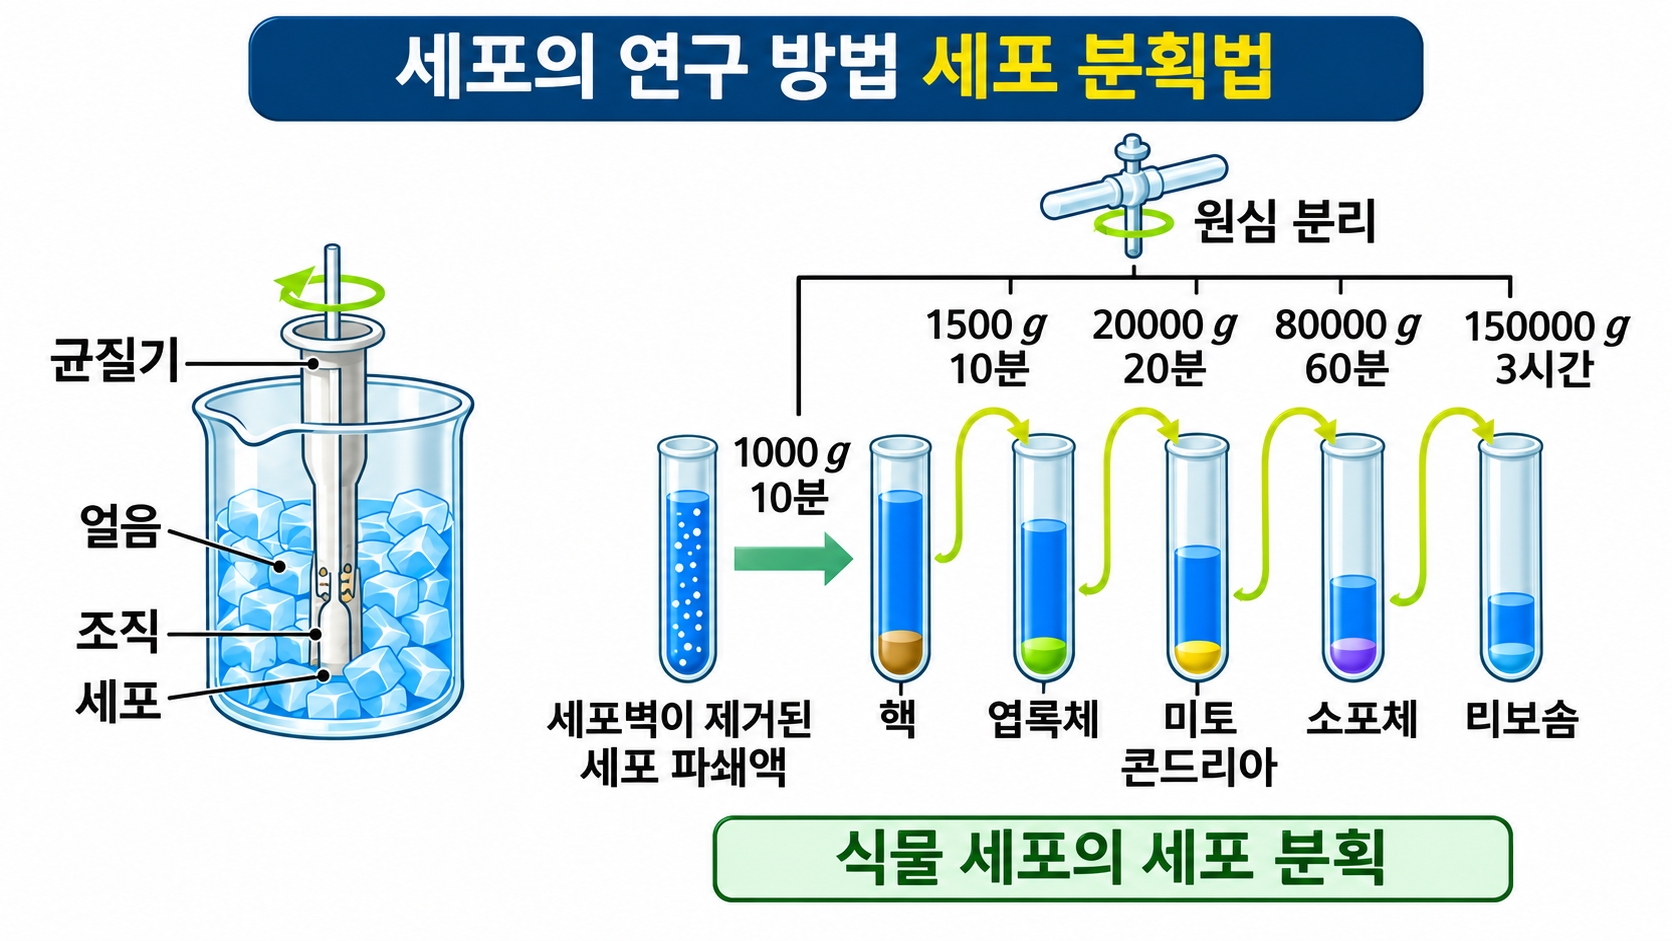 세포의 연구 방법 세포 분획법
원심 분리
균질기
얼음
조직
세포
1000 g
10분
1500 g
10분
20000 g
20분
80000 g
60분
150000 g
3시간
세포벽이 제거된
세포 파쇄액
핵
엽록체
미토
콘드리아
소포체
티보솜
식물 세포의 세포 분획